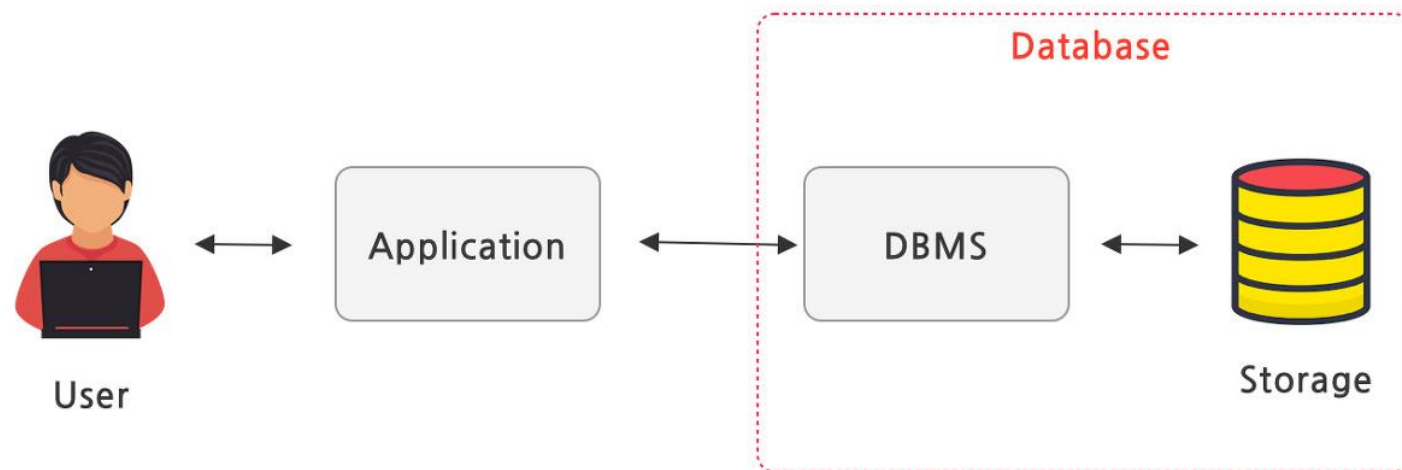 Database
Application
DBMS
User
Storage